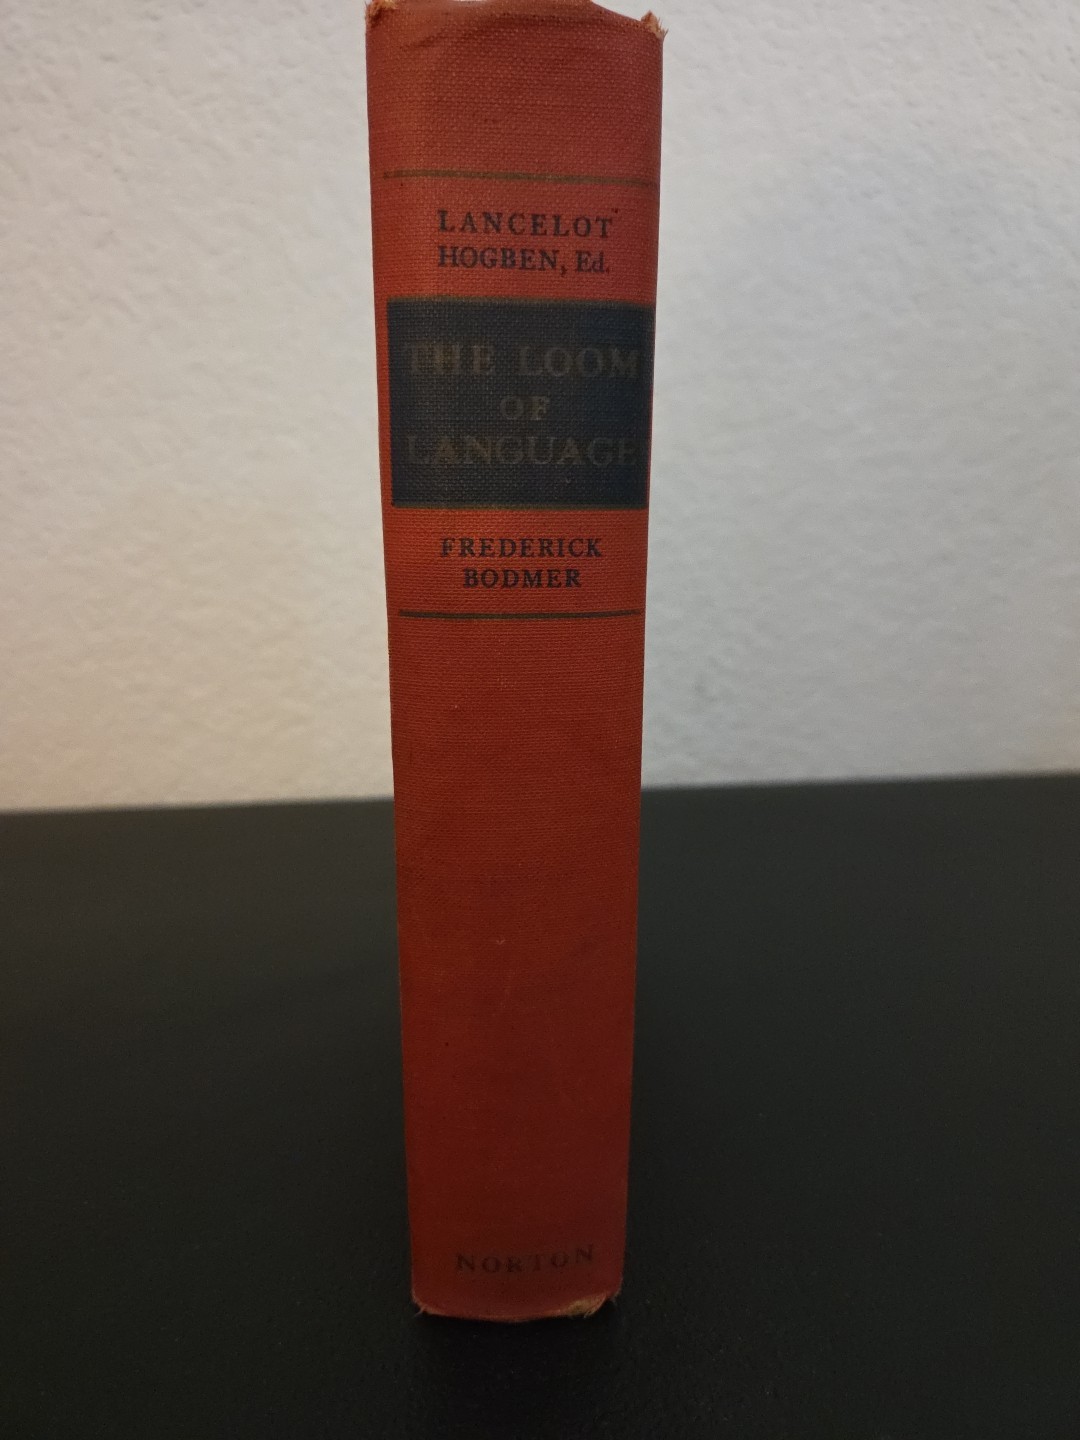 LANCELOT
HOGBEN, Ed.
THE LOOM
OF
LANGUAGE
FREDERICK
BODMER
NORTON